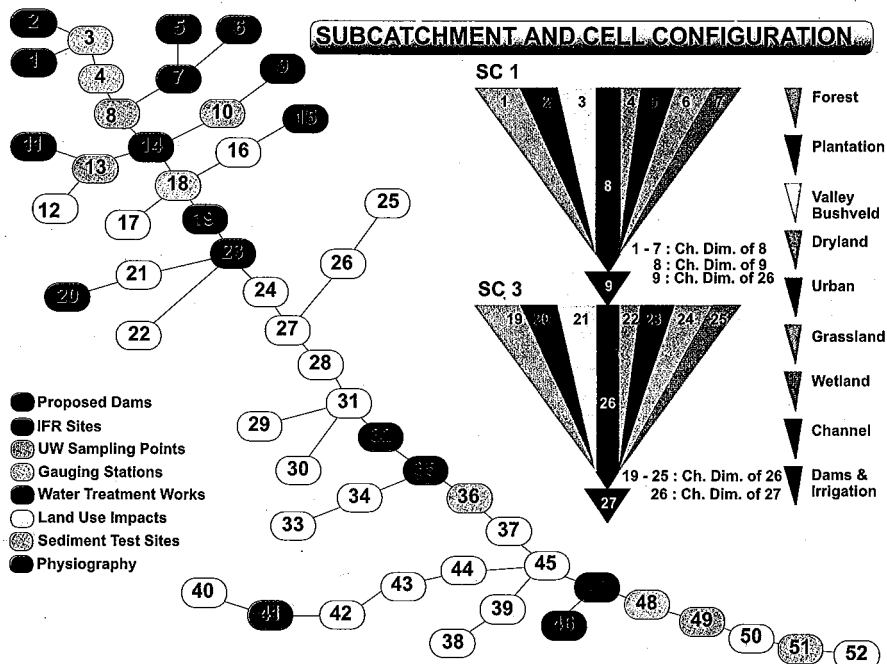 SUBCATCHMENT AND CELL CONFIGURATION
2
5
6
3
1
9
4
7
8
10
15
11
14
16
13
18
12
17
25
19
23
26
21
24
20
27
22
28
31
29
30
34
36
33
37
45
44
43
40
42
41
39
48
38
46
49
50
51
52
SC 1
1 2 3 4 5 6 7
8
1 - 7 : Ch. Dim. of 8
8 : Ch. Dim. of 9
9 : Ch. Dim. of 26
9
SC 3
19 20 21 22 23 24 25
26
19 - 25 : Ch. Dim. of 26
26 : Ch. Dim. of 27
27
Forest
Plantation
Valley
Bushveld
Dryland
Urban
Grassland
Wetland
Channel
Dams &
Irrigation
Proposed Dams
IFR Sites
UW Sampling Points
Gauging Stations
Water Treatment Works
Land Use Impacts
Sediment Test Sites
Physiography